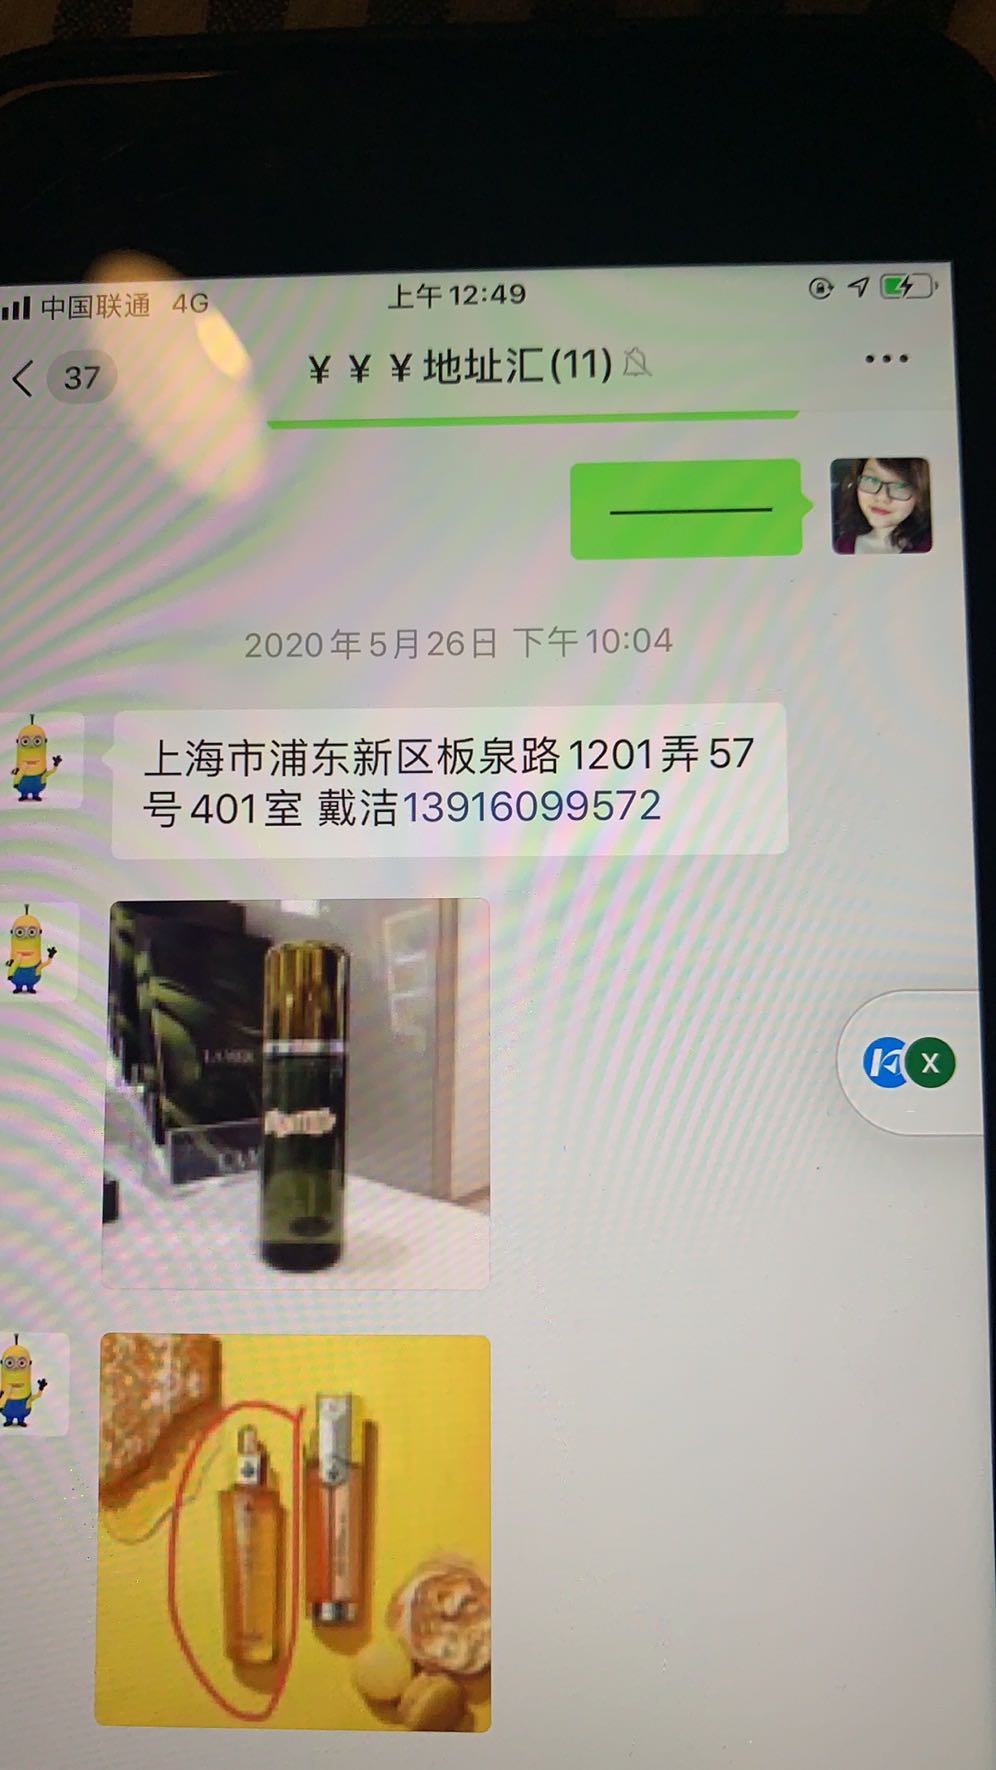 中国联通 4G
上午12:49
37
¥ ¥ ¥地址汇(11)
2020年5月26日 下午10:04
上海市浦东新区板泉路1201弄57
号401室 戴洁13916099572
LA MER
X